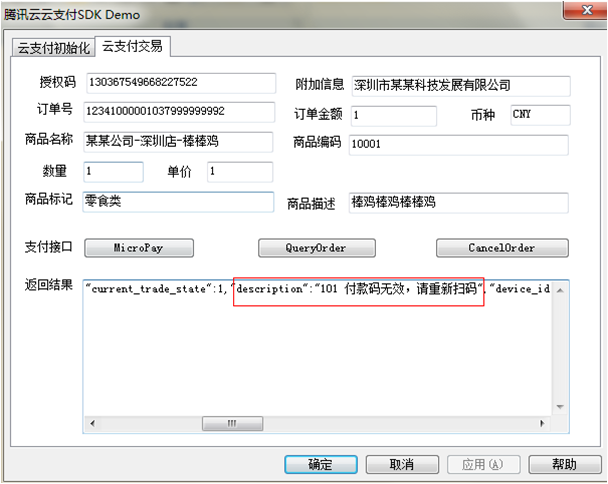 腾讯云云支付SDK Demo
云支付初始化 云支付交易
授权码 130367549668227522 附加信息 深圳市某某科技发展有限公司
订单号 12341000001037999999992 订单金额 1 币种 CNY
商品名称 某某公司-深圳店-棒棒鸡 商品编码 10001
数量 1 单价 1
商品标记 零食类 商品描述 棒鸡棒鸡棒棒鸡
支付接口 MicroPay QueryOrder CancelOrder
返回结果 "current_trade_state":1,"description":"101 付款码无效，请重新扫码","device_id
确定 取消 应用(A) 帮助